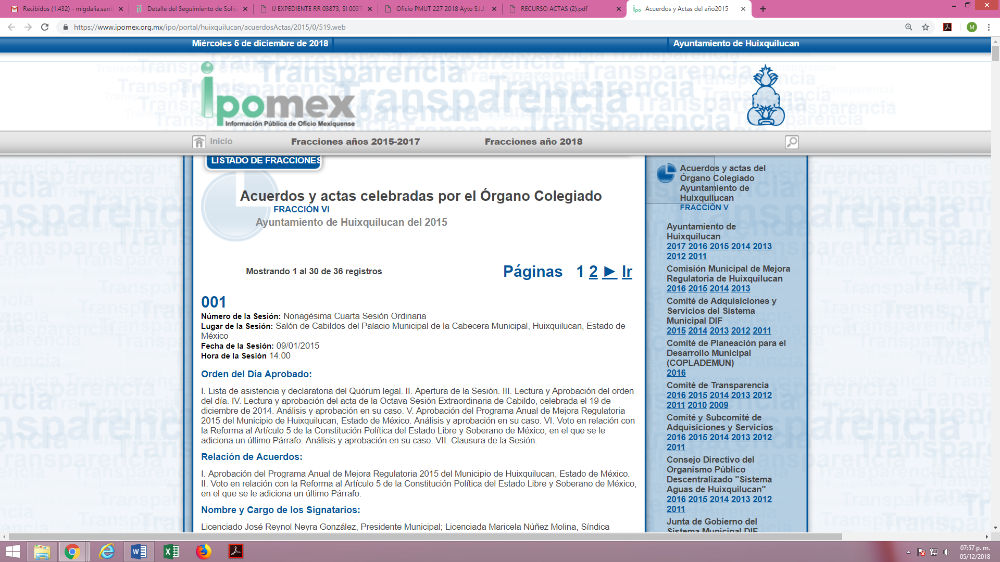 Recibidos (1.432) - migdalia.sant
Detalle del Seguimiento de Solic
IJ EXPEDIENTE RR 03873, SI 0037
Oficio PMUT 227 2018 Ayto S.I.J.
RECURSO ACTAS (2).pdf
Acuerdos y Actas del año2015
https://www.ipomex.org.mx/ipo/portal/huixquilucan/acuerdosActas/2015/0/519.web
M
Miércoles 5 de diciembre de 2018
Ayuntamiento de Huixquilucan
Transparencia
ipomex
Información Pública de Oficio Mexiquense
Inicio
Fracciones años 2015-2017
Fracciones año 2018
LISTADO DE FRACCIONES
Acuerdos y actas celebradas por el Órgano Colegiado
FRACCIÓN VI
Ayuntamiento de Huixquilucan del 2015
Mostrando 1 al 30 de 36 registros
Páginas 1 2 ► Ir
001
Número de la Sesión: Nonagésima Cuarta Sesión Ordinaria
Lugar de la Sesión: Salón de Cabildos del Palacio Municipal de la Cabecera Municipal, Huixquilucan, Estado de
México
Fecha de la Sesión: 09/01/2015
Hora de la Sesión 14:00
Orden del Día Aprobado:
I. Lista de asistencia y declaratoria del Quórum legal. II. Apertura de la Sesión. III. Lectura y Aprobación del orden
del día. IV. Lectura y aprobación del acta de la Octava Sesión Extraordinaria de Cabildo, celebrada el 19 de
diciembre de 2014. Análisis y aprobación en su caso. V. Aprobación del Programa Anual de Mejora Regulatoria
2015 del Municipio de Huixquilucan, Estado de México. Análisis y aprobación en su caso. VI. Voto en relación con
la Reforma al Artículo 5 de la Constitución Política del Estado Libre y Soberano de México, en el que se le
adiciona un último Párrafo. Análisis y aprobación en su caso. VII. Clausura de la Sesión.
Relación de Acuerdos:
I. Aprobación del Programa Anual de Mejora Regulatoria 2015 del Municipio de Huixquilucan, Estado de México.
II. Voto en relación con la Reforma al Artículo 5 de la Constitución Política del Estado Libre y Soberano de México,
en el que se le adiciona un último Párrafo.
Nombre y Cargo de los Signatarios:
Licenciado José Reynol Neyra González, Presidente Municipal; Licenciada Maricela Núñez Molina, Síndica
Acuerdos y actas del
Órgano Colegiado
Ayuntamiento de
Huixquilucan
FRACCIÓN V
Ayuntamiento de
Huixquilucan
2017 2016 2015 2014 2013
2012 2011
Comisión Municipal de Mejora
Regulatoria de Huixquilucan
2016 2015 2014 2013
Comité de Adquisiciones y
Servicios del Sistema
Municipal DIF
2015 2014 2013 2012 2011
Comité de Planeación para el
Desarrollo Municipal
(COPLADEMUN)
2016
Comité de Transparencia
2016 2015 2014 2013 2012
2011 2010 2009
Comité y Subcomité de
Adquisiciones y Servicios
2016 2015 2014 2013 2012
2011
Consejo Directivo del
Organismo Público
Descentralizado "Sistema
Aguas de Huixquilucan"
2016 2015 2014 2013 2012
2011
Junta de Gobierno del
Sistema Municipal DIF
07:57 p. m.
05/12/2018